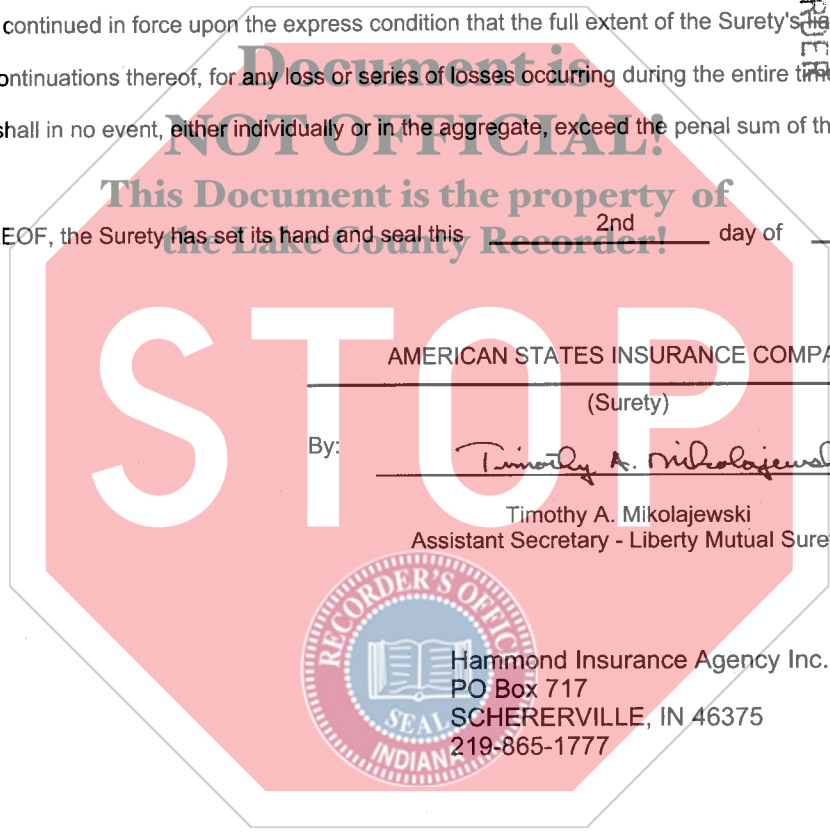 continued in force upon the express condition that the full extent of the Surety's
Document is
ontinuations thereof, for any loss or series of losses occurring during the entire
NOT OFFICIAL!
shall in no event, either individually or in the aggregate, exceed the penal sum of th
This Document is the property of
EOF, the Surety has set its hand and seal this 2nd day of
the Lake County Recorder!
STOP
AMERICAN STATES INSURANCE COMPA
(Surety)
By: Timothy A. Mikolajewsk
Timothy A. Mikolajewski
Assistant Secretary - Liberty Mutual Sure
RECORDER'S OFFICE
SEAL
INDIANA
Hammond Insurance Agency Inc.
PO Box 717
SCHERERVILLE, IN 46375
219-865-1777